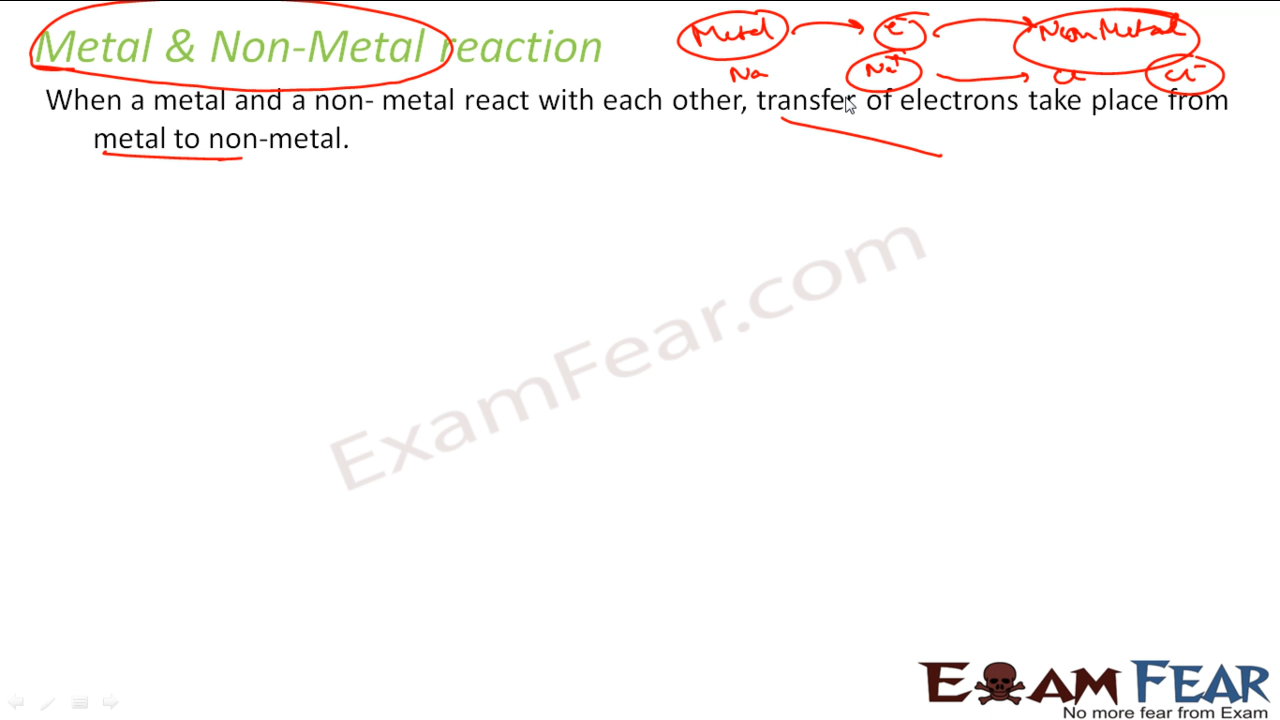 Metal & Non-Metal reaction
Metal e⁻ Non Metal
Na Na⁺ Cl Cl⁻
When a metal and a non- metal react with each other, transfer of electrons take place from
metal to non-metal.
ExamFear.com
EXAM FEAR
No more fear from Exam